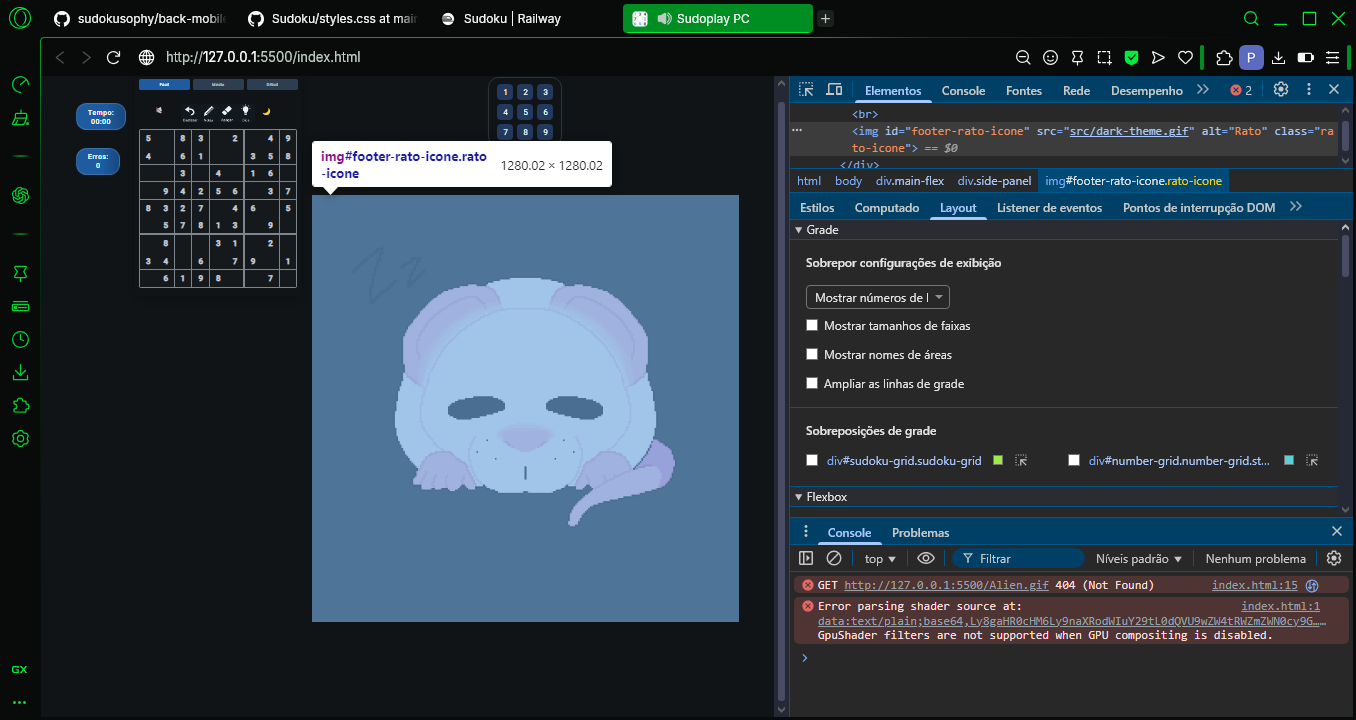 sudokusophy/back-mobile
Sudoku/styles.css at main
Sudoku | Railway
Sudoplay PC
http://127.0.0.1:5500/index.html
P
Fácil
Médio
Difícil
Tempo:
00:00
Erros:
0
5 8 3 2 4 9
4 6 1 3 5 8
3 4 1 6
9 4 2 5 6 3 7
8 3 2 7 4 6 5
5 7 8 1 3 9
8 3 1 2
3 4 6 7 9 1
6 1 9 8 7
1 2 3
4 5 6
7 8 9
img#footer-rato-icone.rato
-icone
1280.02 × 1280.02
Zz
Elementos
Console
Fontes
Rede
Desempenho
2
<br>
<img id="footer-rato-icone" src="src/dark-theme.gif" alt="Rato" class="ra
to-icone"> == $0
</div>
html
body
div.main-flex
div.side-panel
img#footer-rato-icone.rato-icone
Estilos
Computado
Layout
Listener de eventos
Pontos de interrupção DOM
Grade
Sobrepor configurações de exibição
Mostrar números de l
Mostrar tamanhos de faixas
Mostrar nomes de áreas
Ampliar as linhas de grade
Sobreposições de grade
div#sudoku-grid.sudoku-grid
div#number-grid.number-grid.st...
Flexbox
Console
Problemas
top
Filtrar
Níveis padrão
Nenhum problema
GET http://127.0.0.1:5500/Alien.gif 404 (Not Found)
index.html:15
Error parsing shader source at:
index.html:1
GpuShader filters are not supported when GPU compositing is disabled.
GX